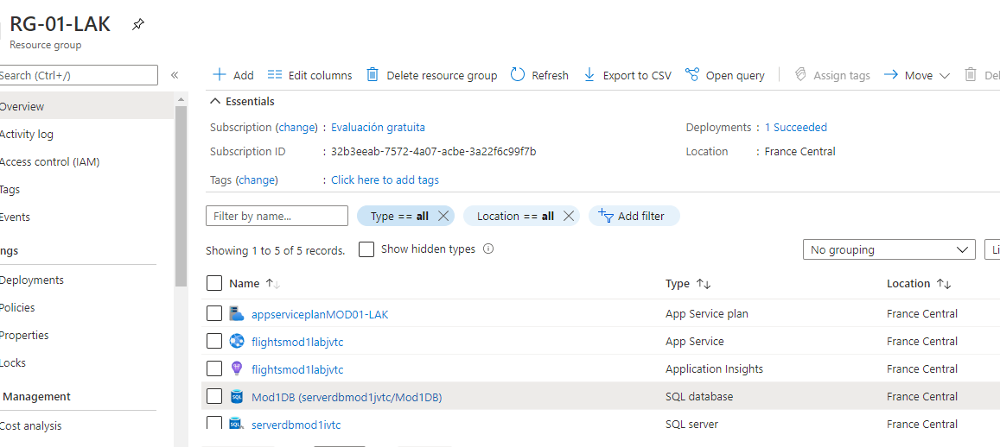 RG-01-LAK
Resource group
Search (Ctrl+/)
«
Add Edit columns Delete resource group Refresh Export to CSV Open query Assign tags Move
Overview
Activity log
Access control (IAM)
Tags
Events
Deployments
Policies
Properties
Locks
Management
Cost analysis
Essentials
Subscription (change) : Evaluación gratuita
Deployments : 1 Succeeded
Subscription ID : 32b3eeab-7572-4a07-acbe-3a22f6c99f7b
Location : France Central
Tags (change) : Click here to add tags
Filter by name... Type == all Location == all Add filter
Showing 1 to 5 of 5 records. Show hidden types
No grouping
Name Type Location
appserviceplanMOD01-LAK App Service plan France Central
flightsmod1labjvtc App Service France Central
flightsmod1labjvtc Application Insights France Central
Mod1DB (serverdbmod1jvtc/Mod1DB) SQL database France Central
serverdbmod1jvtc SQL server France Central